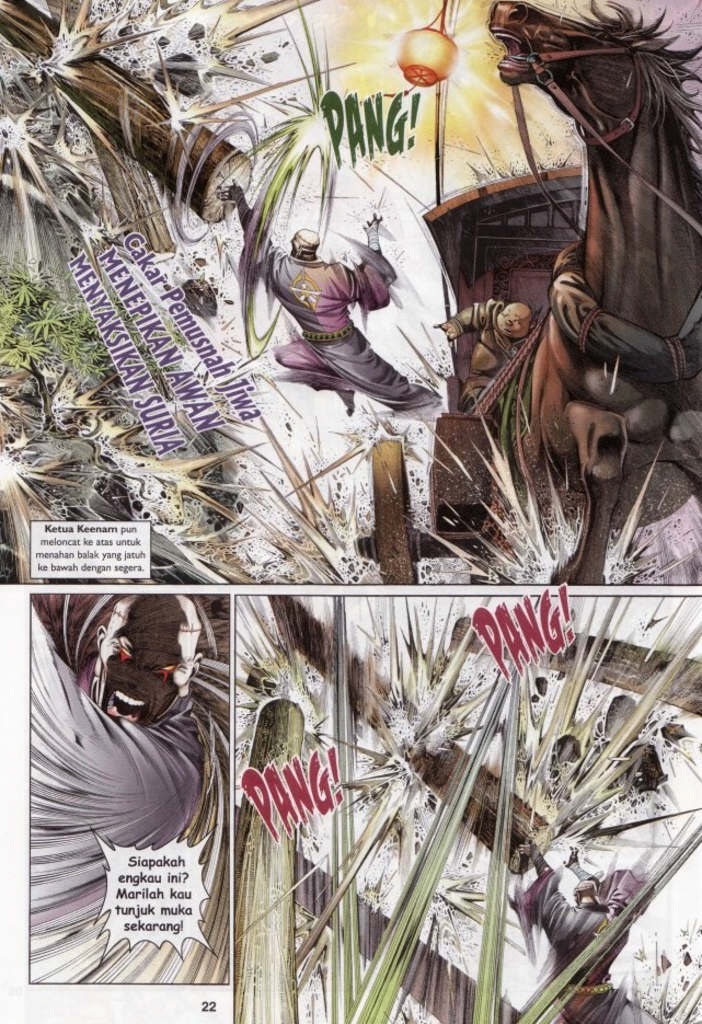 PANG!
Cakar Pemusnah Jiwa
MENEPIKAN AWAN
MENYAKSIKAN SURIA
Ketua Keenam pun
meloncat ke atas untuk
menahan balak yang jatuh
ke bawah dengan segera.
PANG!
PANG!
Siapakah
engkau ini?
Marilah kau
tunjuk muka
sekarang!
22